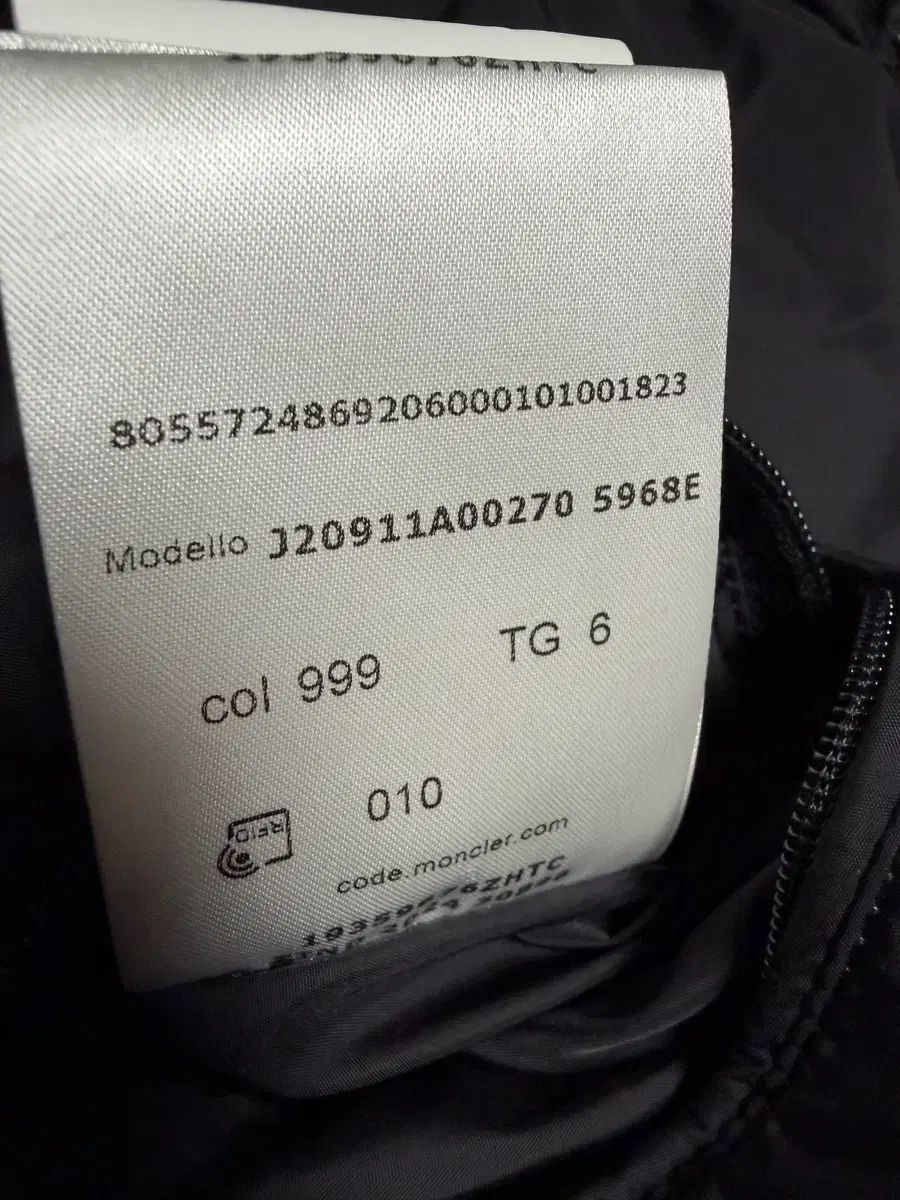 8055724869206000101001823
Modello J20911A00270 5968E
col 999 TG 6
RFID 010
code.moncler.com